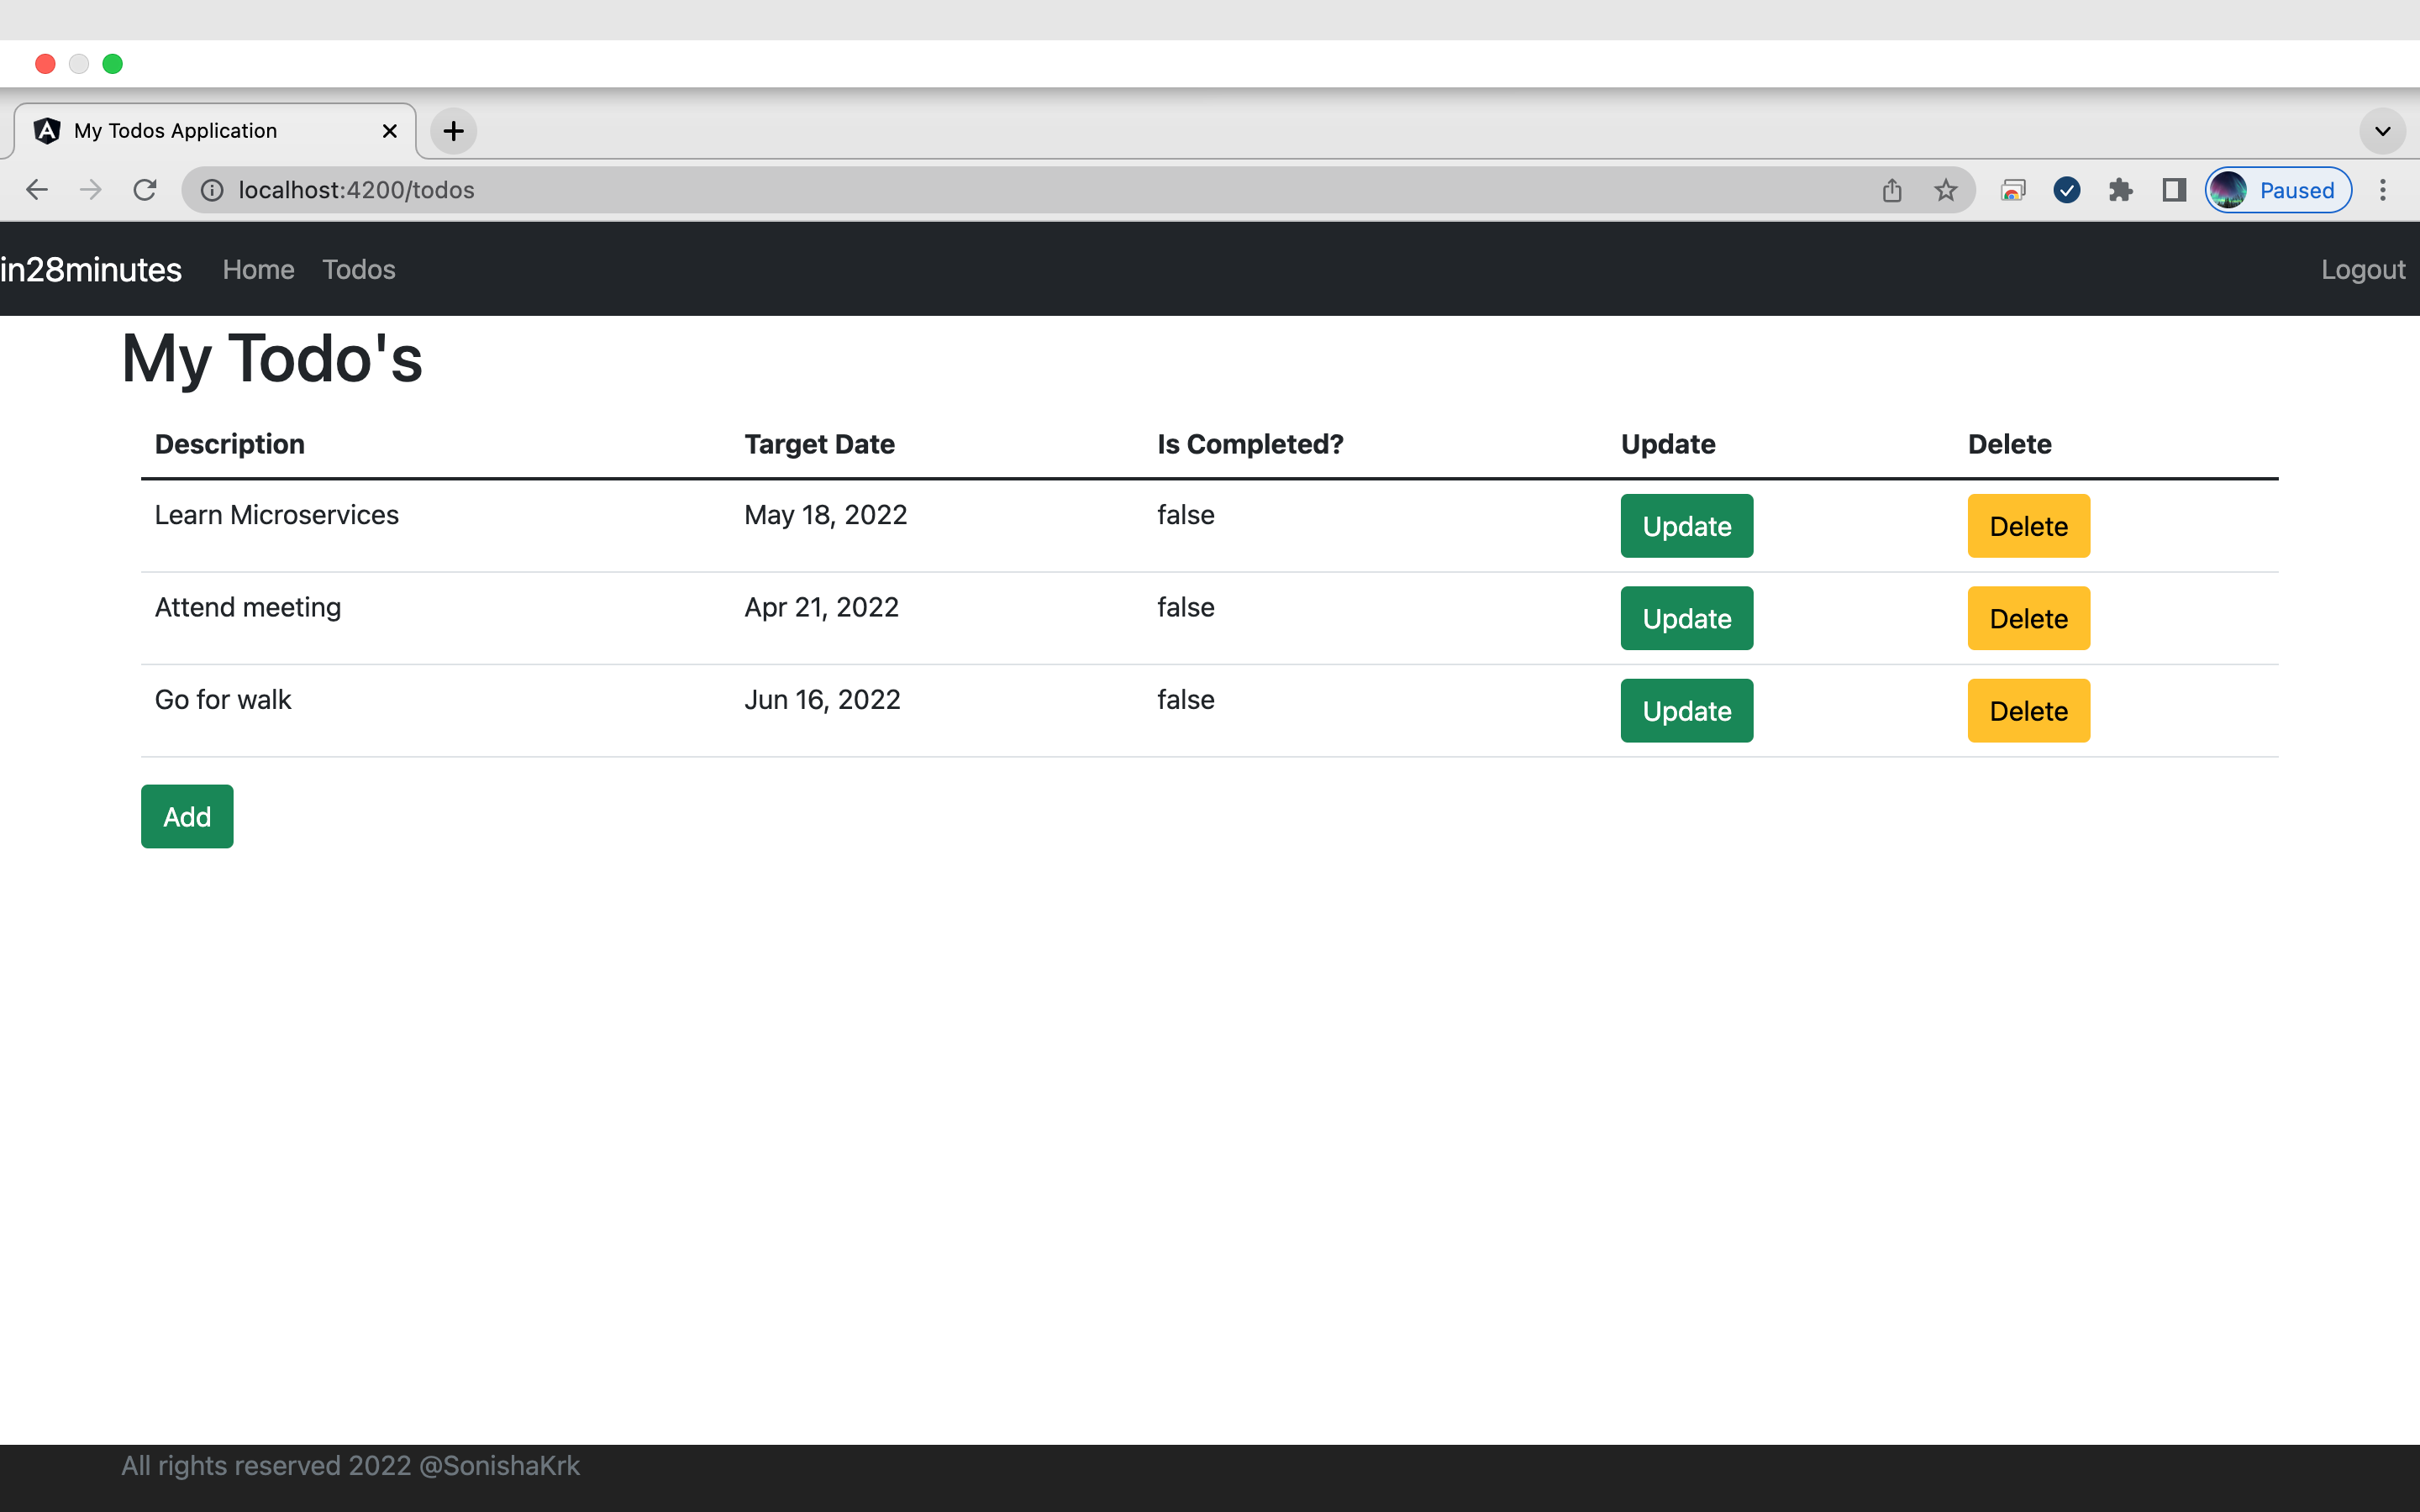 My Todos Application
localhost:4200/todos
Paused
in28minutes Home Todos Logout
My Todo's
Description Target Date Is Completed? Update Delete
Learn Microservices May 18, 2022 false Update Delete
Attend meeting Apr 21, 2022 false Update Delete
Go for walk Jun 16, 2022 false Update Delete
Add
All rights reserved 2022 @SonishaKrk